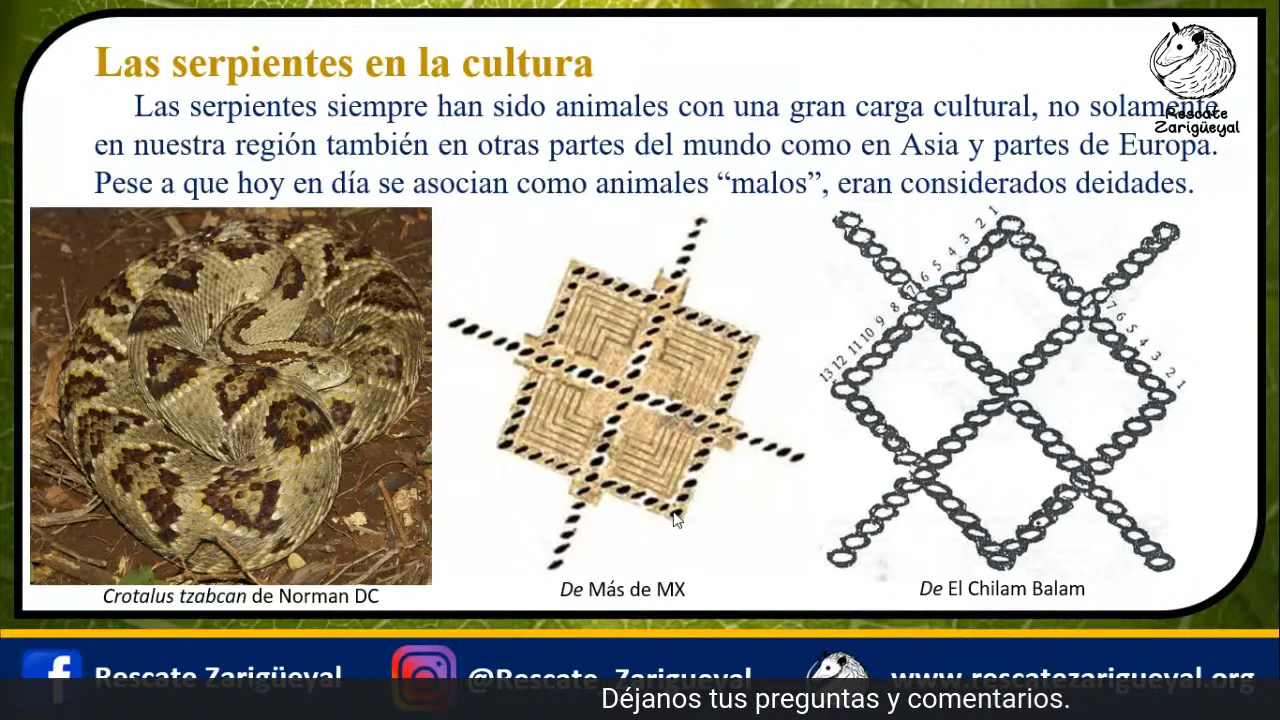 Las serpientes en la cultura
Las serpientes siempre han sido animales con una gran carga cultural, no solamente
en nuestra región también en otras partes del mundo como en Asia y partes de Europa.
Pese a que hoy en día se asocian como animales “malos”, eran considerados deidades.
Rescate
Zarigüeyal
1 2 3 4 5 6 7 8 9 10 11 12 13
7 6 5 4 3 2 1
Crotalus tzabcan de Norman DC
De Más de MX
De El Chilam Balam
Rescate Zarigüeyal
@Rescate_Zarigueyal
www.rescatezarigueyal.org
Déjanos tus preguntas y comentarios.